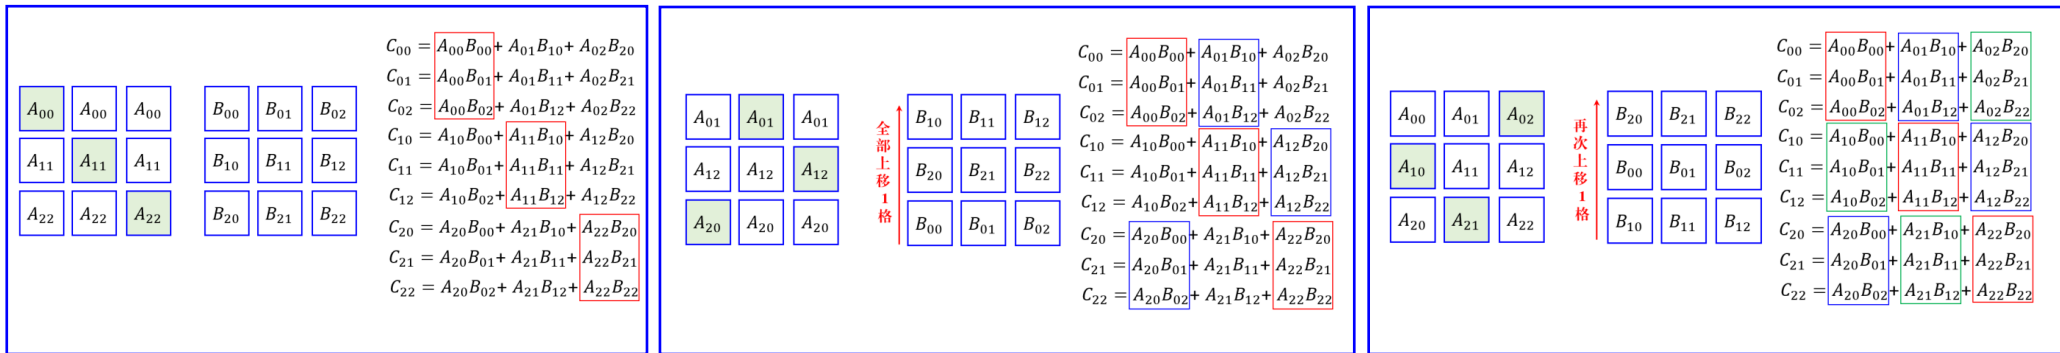 A₀₀ A₀₀ A₀₀
A₁₁ A₁₁ A₁₁
A₂₂ A₂₂ A₂₂
B₀₀ B₀₁ B₀₂
B₁₀ B₁₁ B₁₂
B₂₀ B₂₁ B₂₂
C₀₀ = A₀₀B₀₀ + A₀₁B₁₀ + A₀₂B₂₀
C₀₁ = A₀₀B₀₁ + A₀₁B₁₁ + A₀₂B₂₁
C₀₂ = A₀₀B₀₂ + A₀₁B₁₂ + A₀₂B₂₂
C₁₀ = A₁₀B₀₀ + A₁₁B₁₀ + A₁₂B₂₀
C₁₁ = A₁₀B₀₁ + A₁₁B₁₁ + A₁₂B₂₁
C₁₂ = A₁₀B₀₂ + A₁₁B₁₂ + A₁₂B₂₂
C₂₀ = A₂₀B₀₀ + A₂₁B₁₀ + A₂₂B₂₀
C₂₁ = A₂₀B₀₁ + A₂₁B₁₁ + A₂₂B₂₁
C₂₂ = A₂₀B₀₂ + A₂₁B₁₂ + A₂₂B₂₂
A₀₁ A₀₁ A₀₁
A₁₂ A₁₂ A₁₂
A₂₀ A₂₀ A₂₀
全部上移1格
B₁₀ B₁₁ B₁₂
B₂₀ B₂₁ B₂₂
B₀₀ B₀₁ B₀₂
C₀₀ = A₀₀B₀₀ + A₀₁B₁₀ + A₀₂B₂₀
C₀₁ = A₀₀B₀₁ + A₀₁B₁₁ + A₀₂B₂₁
C₀₂ = A₀₀B₀₂ + A₀₁B₁₂ + A₀₂B₂₂
C₁₀ = A₁₀B₀₀ + A₁₁B₁₀ + A₁₂B₂₀
C₁₁ = A₁₀B₀₁ + A₁₁B₁₁ + A₁₂B₂₁
C₁₂ = A₁₀B₀₂ + A₁₁B₁₂ + A₁₂B₂₂
C₂₀ = A₂₀B₀₀ + A₂₁B₁₀ + A₂₂B₂₀
C₂₁ = A₂₀B₀₁ + A₂₁B₁₁ + A₂₂B₂₁
C₂₂ = A₂₀B₀₂ + A₂₁B₁₂ + A₂₂B₂₂
A₀₀ A₀₁ A₀₂
A₁₀ A₁₁ A₁₂
A₂₀ A₂₁ A₂₂
再次上移1格
B₂₀ B₂₁ B₂₂
B₀₀ B₀₁ B₀₂
B₁₀ B₁₁ B₁₂
C₀₀ = A₀₀B₀₀ + A₀₁B₁₀ + A₀₂B₂₀
C₀₁ = A₀₀B₀₁ + A₀₁B₁₁ + A₀₂B₂₁
C₀₂ = A₀₀B₀₂ + A₀₁B₁₂ + A₀₂B₂₂
C₁₀ = A₁₀B₀₀ + A₁₁B₁₀ + A₁₂B₂₀
C₁₁ = A₁₀B₀₁ + A₁₁B₁₁ + A₁₂B₂₁
C₁₂ = A₁₀B₀₂ + A₁₁B₁₂ + A₁₂B₂₂
C₂₀ = A₂₀B₀₀ + A₂₁B₁₀ + A₂₂B₂₀
C₂₁ = A₂₀B₀₁ + A₂₁B₁₁ + A₂₂B₂₁
C₂₂ = A₂₀B₀₂ + A₂₁B₁₂ + A₂₂B₂₂